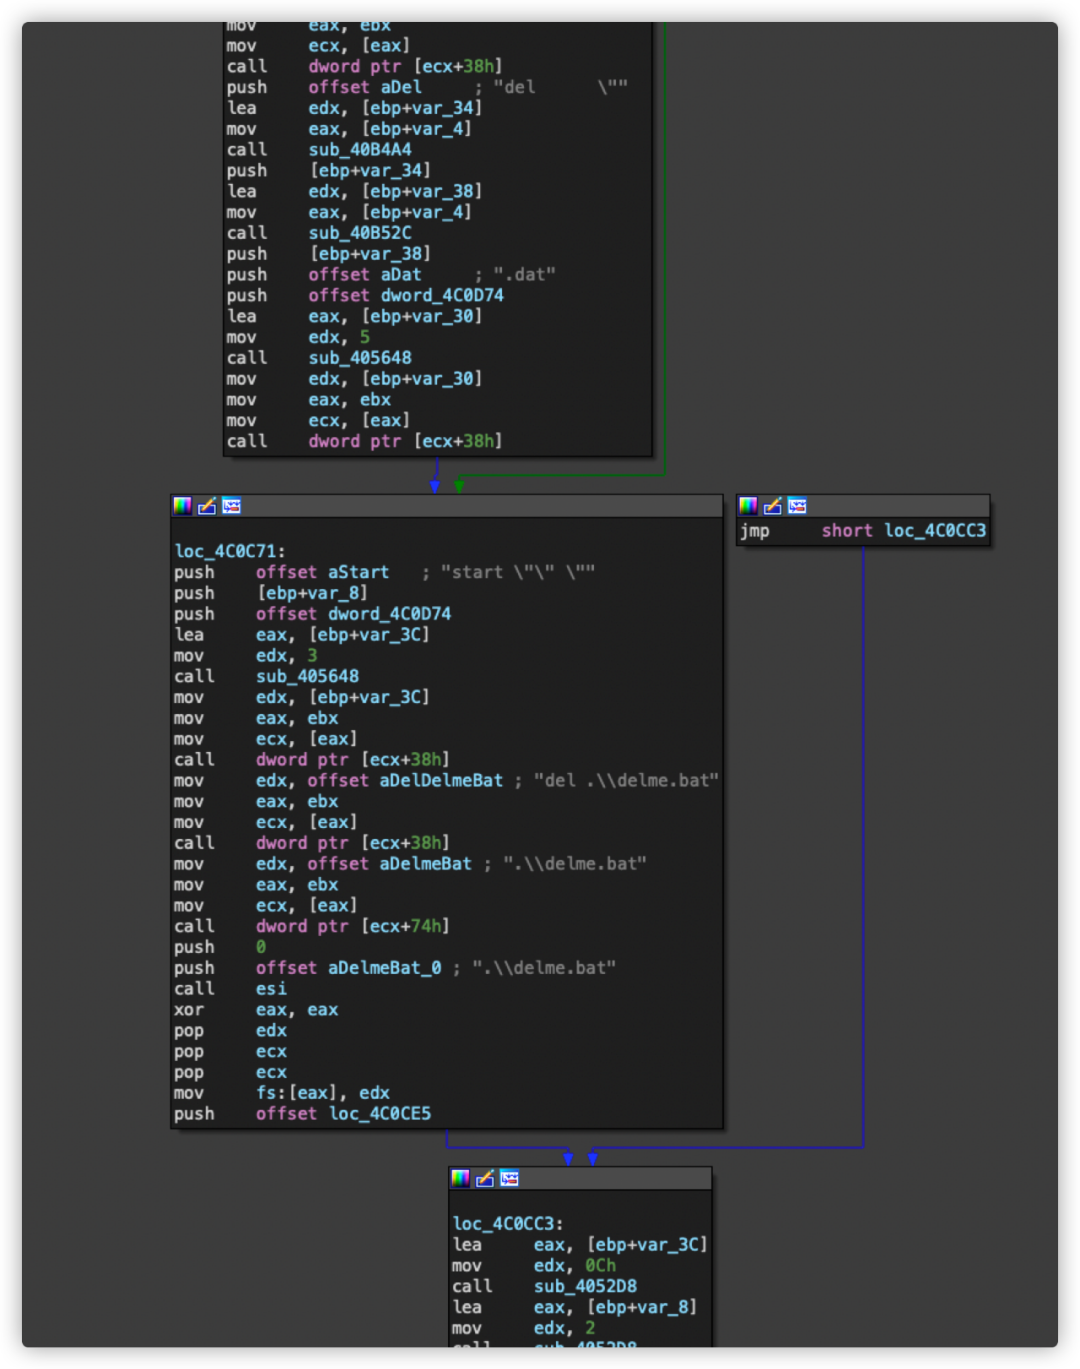 mov eax, ebx
mov ecx, [eax]
call dword ptr [ecx+38h]
push offset aDel ; "del \""
lea edx, [ebp+var_34]
mov eax, [ebp+var_4]
call sub_40B4A4
push [ebp+var_34]
lea edx, [ebp+var_38]
mov eax, [ebp+var_4]
call sub_40B52C
push [ebp+var_38]
push offset aDat ; ".dat"
push offset dword_4C0D74
lea eax, [ebp+var_30]
mov edx, 5
call sub_405648
mov edx, [ebp+var_30]
mov eax, ebx
mov ecx, [eax]
call dword ptr [ecx+38h]
loc_4C0C71:
push offset aStart ; "start \"\" \""
push [ebp+var_8]
push offset dword_4C0D74
lea eax, [ebp+var_3C]
mov edx, 3
call sub_405648
mov edx, [ebp+var_3C]
mov eax, ebx
mov ecx, [eax]
call dword ptr [ecx+38h]
mov edx, offset aDelDelmeBat ; "del .\\delme.bat"
mov eax, ebx
mov ecx, [eax]
call dword ptr [ecx+38h]
mov edx, offset aDelmeBat ; ".\\delme.bat"
mov eax, ebx
mov ecx, [eax]
call dword ptr [ecx+74h]
push 0
push offset aDelmeBat_0 ; ".\\delme.bat"
call esi
xor eax, eax
pop edx
pop ecx
pop ecx
mov fs:[eax], edx
push offset loc_4C0CE5
jmp short loc_4C0CC3
loc_4C0CC3:
lea eax, [ebp+var_3C]
mov edx, 0Ch
call sub_4052D8
lea eax, [ebp+var_8]
mov edx, 2
call sub_4052D8